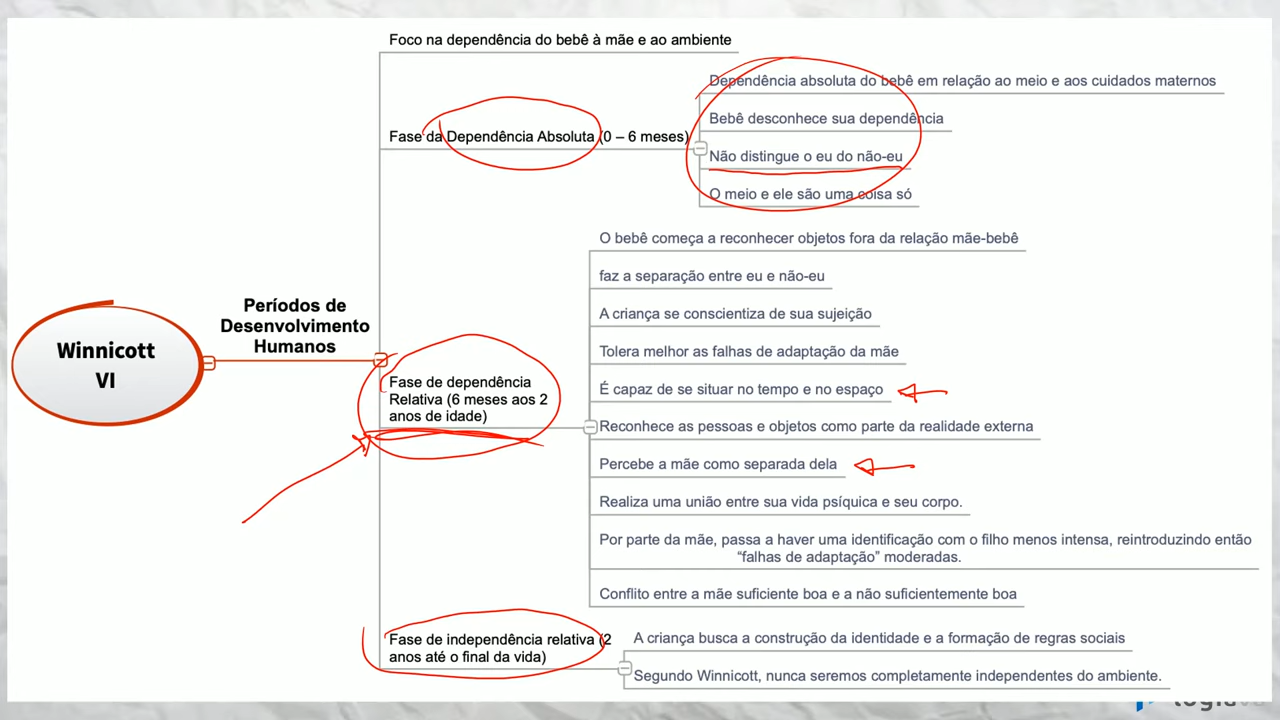 Foco na dependência do bebê à mãe e ao ambiente
Dependência absoluta do bebê em relação ao meio e aos cuidados maternos
Bebê desconhece sua dependência
Fase da Dependência Absoluta (0 – 6 meses)
Não distingue o eu do não-eu
O meio e ele são uma coisa só
O bebê começa a reconhecer objetos fora da relação mãe-bebê
faz a separação entre eu e não-eu
Períodos de
Desenvolvimento
Humanos
A criança se conscientiza de sua sujeição
Winnicott
VI
Tolera melhor as falhas de adaptação da mãe
Fase de dependência
Relativa (6 meses aos 2
anos de idade)
É capaz de se situar no tempo e no espaço
Reconhece as pessoas e objetos como parte da realidade externa
Percebe a mãe como separada dela
Realiza uma união entre sua vida psíquica e seu corpo.
Por parte da mãe, passa a haver uma identificação com o filho menos intensa, reintroduzindo então
“falhas de adaptação” moderadas.
Conflito entre a mãe suficiente boa e a não suficientemente boa
Fase de independência relativa (2
anos até o final da vida)
A criança busca a construção da identidade e a formação de regras sociais
Segundo Winnicott, nunca seremos completamente independentes do ambiente.